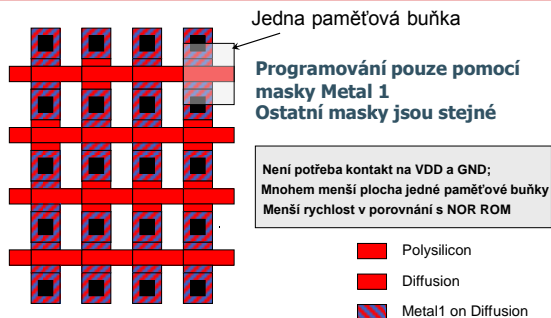 Jedna paměťová buňka
Programování pouze pomocí
masky Metal 1
Ostatní masky jsou stejné
Není potřeba kontakt na VDD a GND;
Mnohem menší plocha jedné paměťové buňky
Menší rychlost v porovnání s NOR ROM
Polysilicon
Diffusion
Metal1 on Diffusion